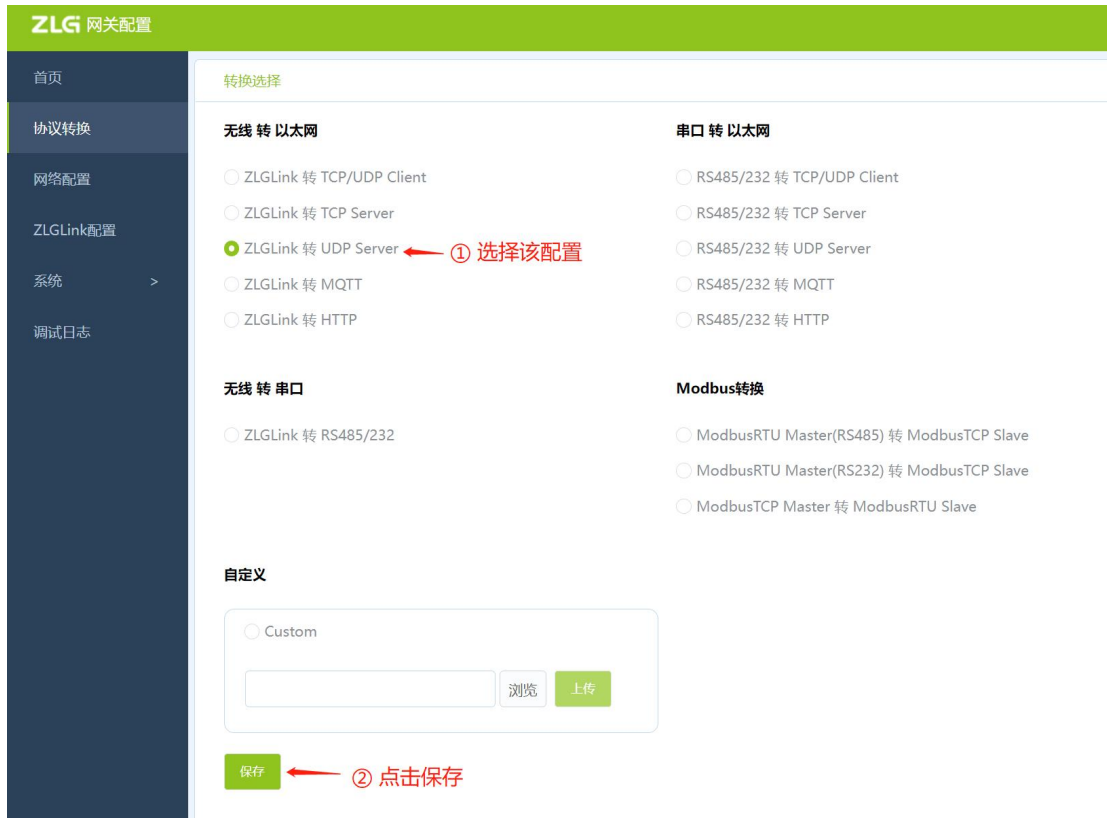 ZLG 网关配置
首页
协议转换
网络配置
ZLGLink配置
系统 >
调试日志
转换选择
无线 转 以太网
ZLGLink 转 TCP/UDP Client
ZLGLink 转 TCP Server
ZLGLink 转 UDP Server ① 选择该配置
ZLGLink 转 MQTT
ZLGLink 转 HTTP
串口 转 以太网
RS485/232 转 TCP/UDP Client
RS485/232 转 TCP Server
RS485/232 转 UDP Server
RS485/232 转 MQTT
RS485/232 转 HTTP
无线 转 串口
ZLGLink 转 RS485/232
Modbus转换
ModbusRTU Master(RS485) 转 ModbusTCP Slave
ModbusRTU Master(RS232) 转 ModbusTCP Slave
ModbusTCP Master 转 ModbusRTU Slave
自定义
Custom
浏览 上传
保存 ② 点击保存